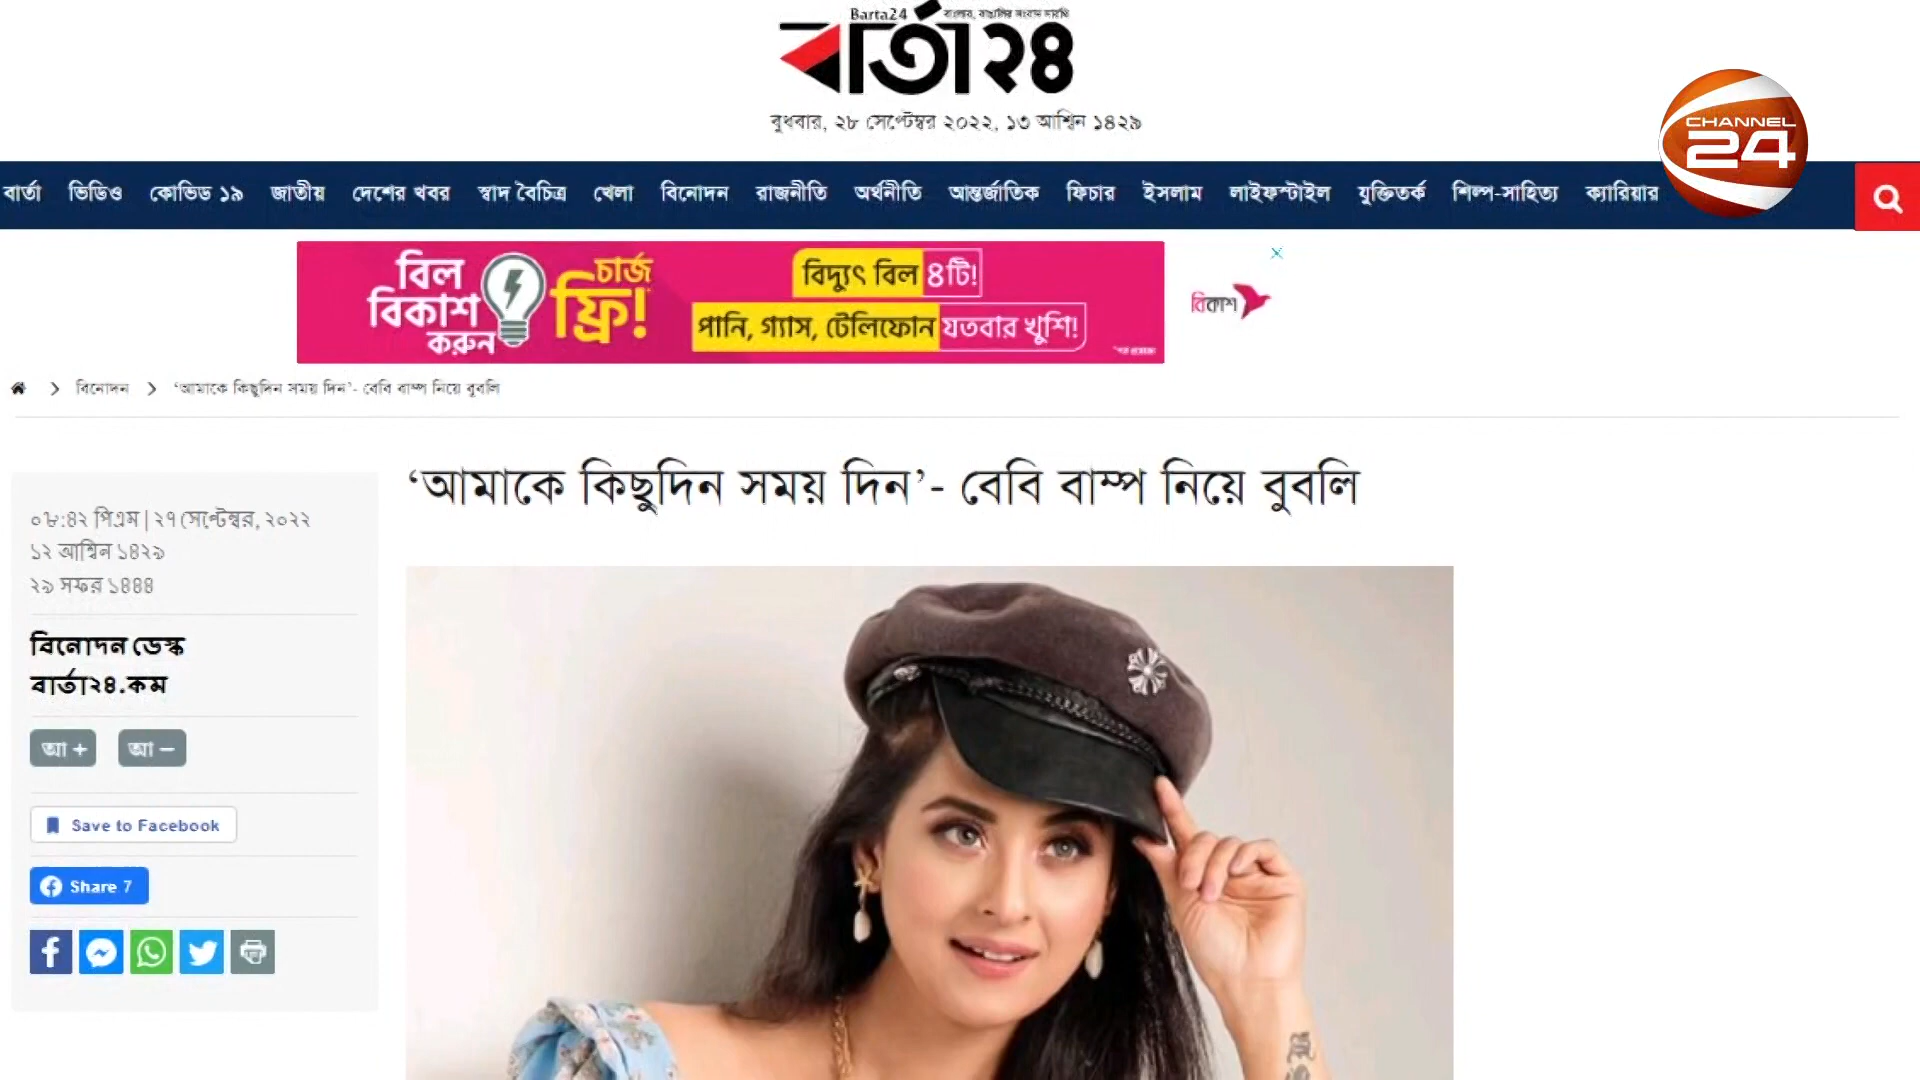 Barta24 বাংলার, বাঙালির সংবাদ সারথি
বার্তা২৪
বুধবার, ২৮ সেপ্টেম্বর ২০২২, ১৩ আশ্বিন ১৪২৯
CHANNEL
24
বার্তা ভিডিও কোভিড ১৯ জাতীয় দেশের খবর স্বাদ বৈচিত্র খেলা বিনোদন রাজনীতি অর্থনীতি আন্তর্জাতিক ফিচার ইসলাম লাইফস্টাইল যুক্তিতর্ক শিল্প-সাহিত্য ক্যারিয়ার
বিল
বিকাশ
করুন
চার্জ
ফ্রি!
বিদ্যুৎ বিল ৪টি!
পানি, গ্যাস, টেলিফোন যতবার খুশি!
বিকাশ
বিনোদন ‘আমাকে কিছুদিন সময় দিন’- বেবি বাম্প নিয়ে বুবলি
‘আমাকে কিছুদিন সময় দিন’- বেবি বাম্প নিয়ে বুবলি
০৮:৪২ পিএম | ২৭ সেপ্টেম্বর, ২০২২
১২ আশ্বিন ১৪২৯
২৯ সফর ১৪৪৪
বিনোদন ডেস্ক
বার্তা২৪.কম
আ + আ −
Save to Facebook
Share 7